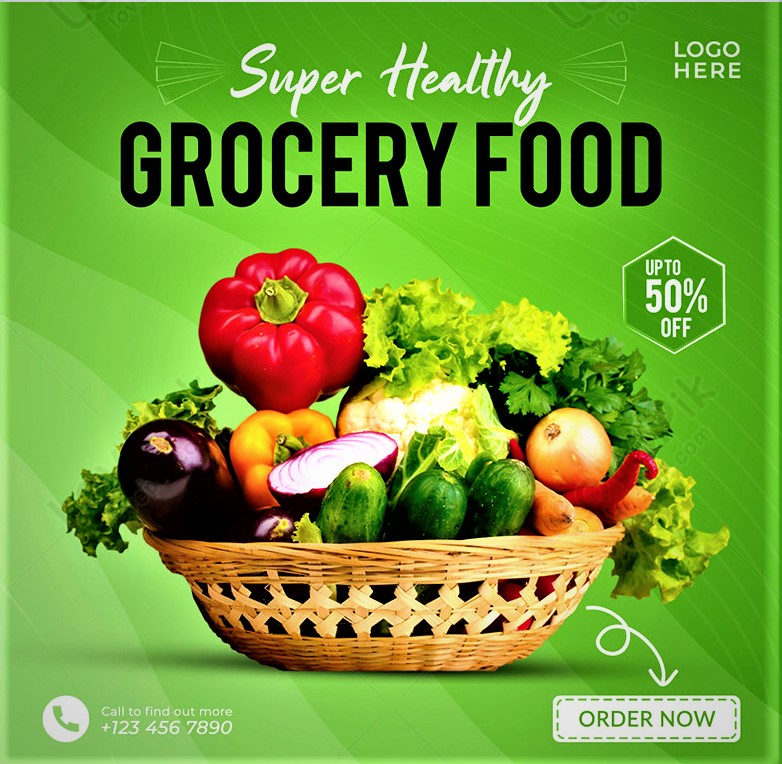 Super Healthy
LOGO
HERE
GROCERY FOOD
UPTO
50%
OFF
Call to find out more
+123 456 7890
ORDER NOW